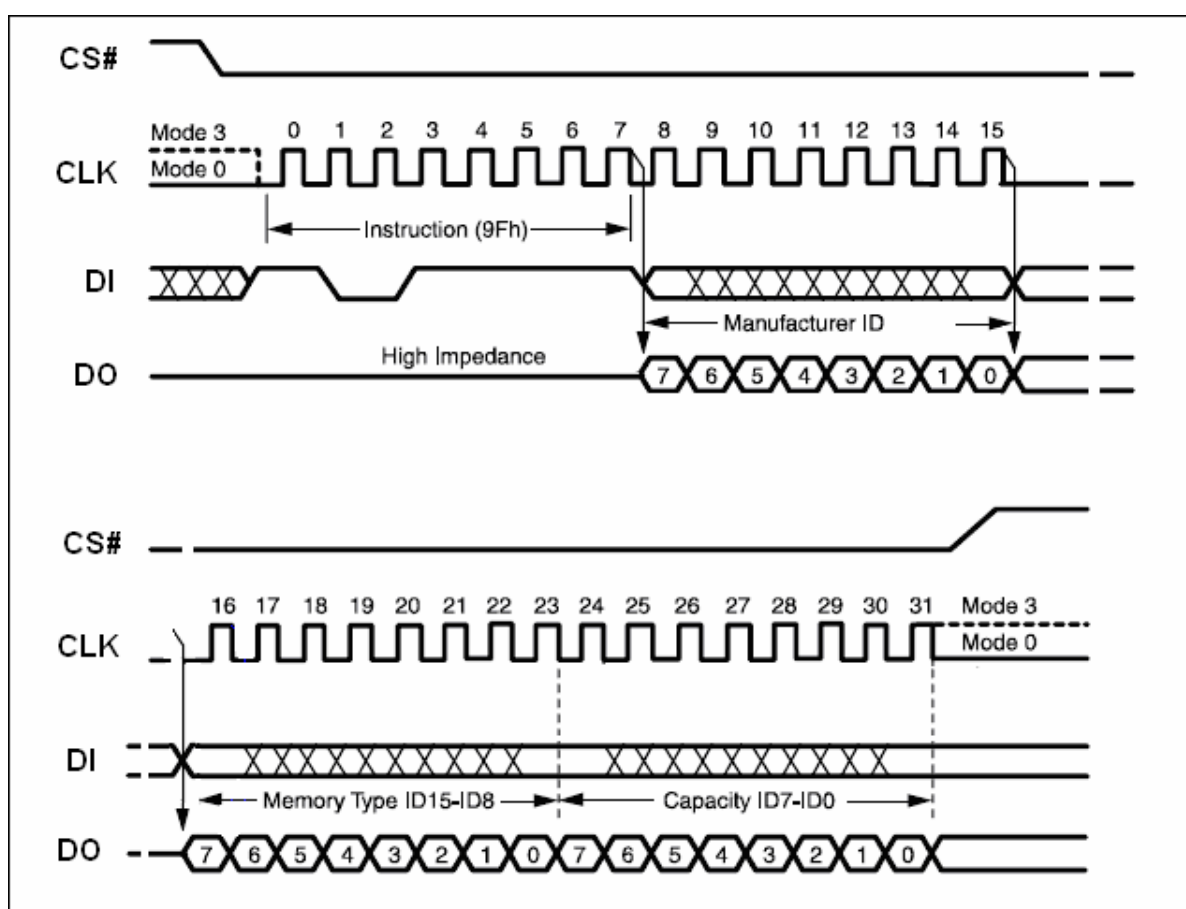 CS#
0 1 2 3 4 5 6 7 8 9 10 11 12 13 14 15
Mode 3
CLK
Mode 0
Instruction (9Fh)
DI
Manufacturer ID
High Impedance
DO 7 6 5 4 3 2 1 0
CS#
16 17 18 19 20 21 22 23 24 25 26 27 28 29 30 31 Mode 3
CLK Mode 0
DI
Memory Type ID15-ID8 Capacity ID7-ID0
DO 7 6 5 4 3 2 1 0 7 6 5 4 3 2 1 0